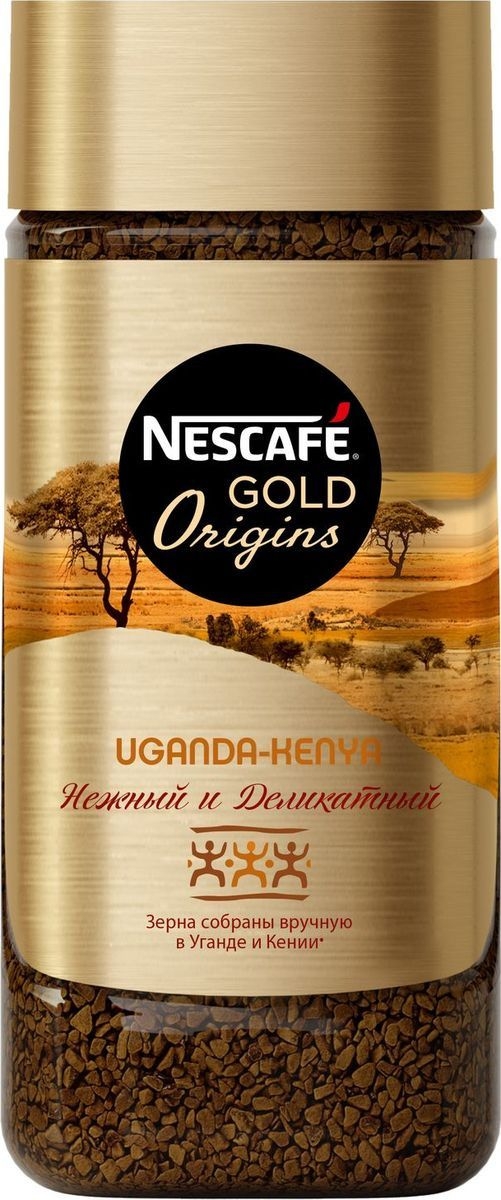 NESCAFÉ®
GOLD
Origins
UGANDA-KENYA
Нежный и Деликатный
Зерна собраны вручную
в Уганде и Кении*